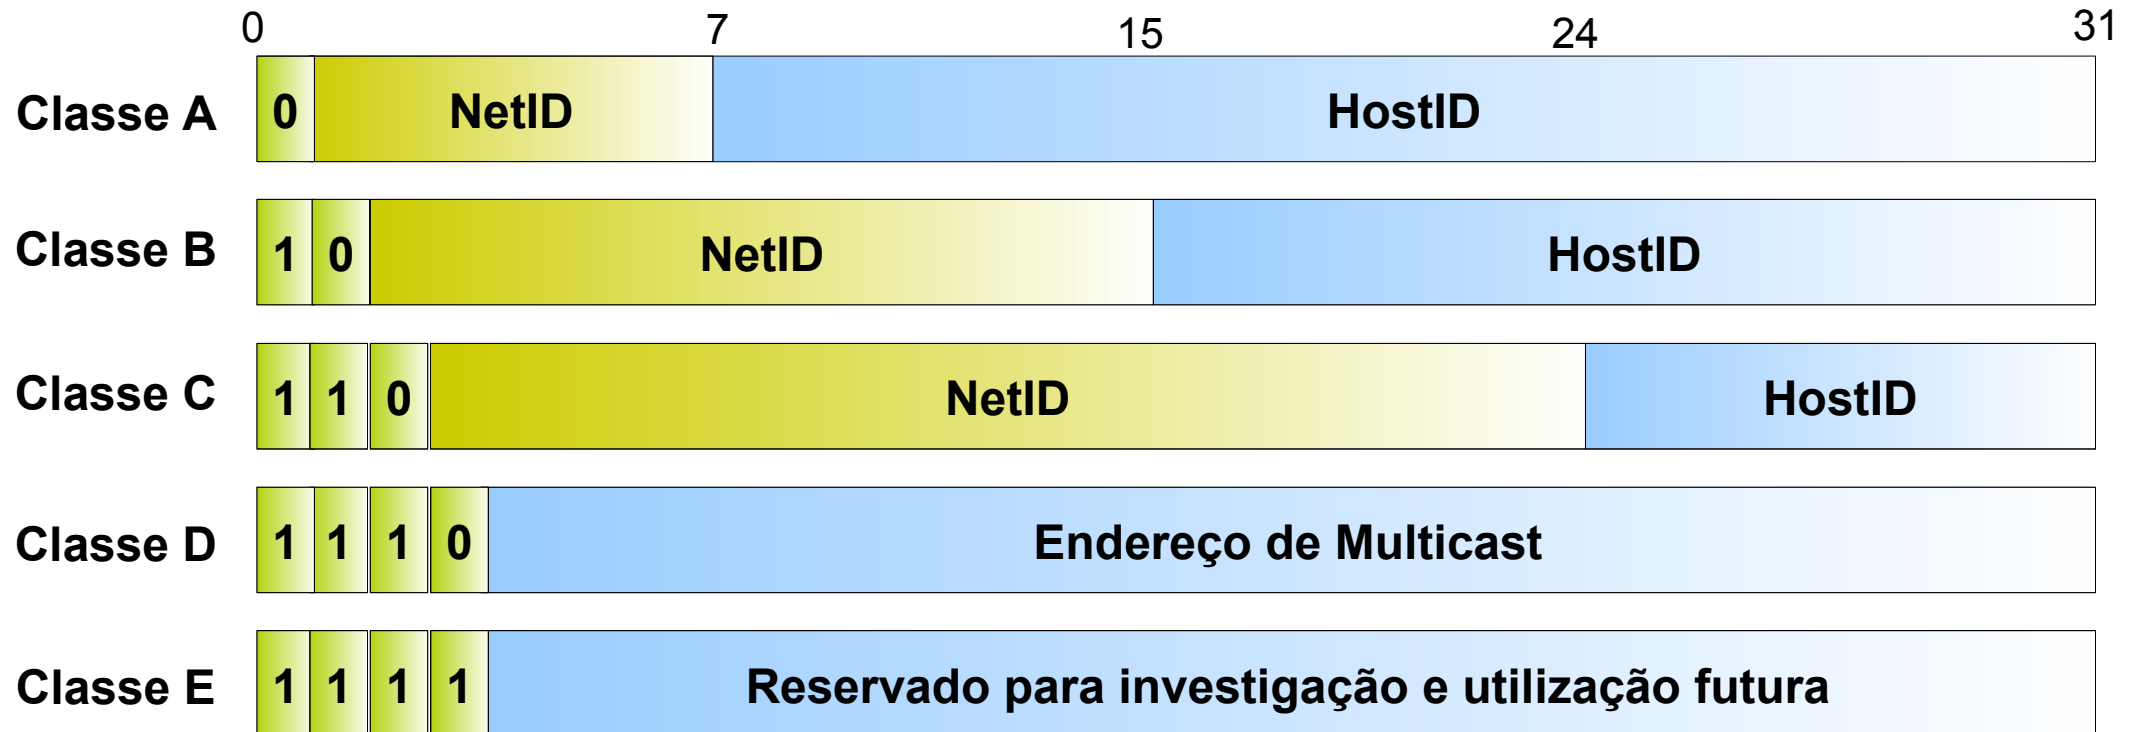 0 7 15 24 31
Classe A 0 NetID HostID
Classe B 1 0 NetID HostID
Classe C 1 1 0 NetID HostID
Classe D 1 1 1 0 Endereço de Multicast
Classe E 1 1 1 1 Reservado para investigação e utilização futura